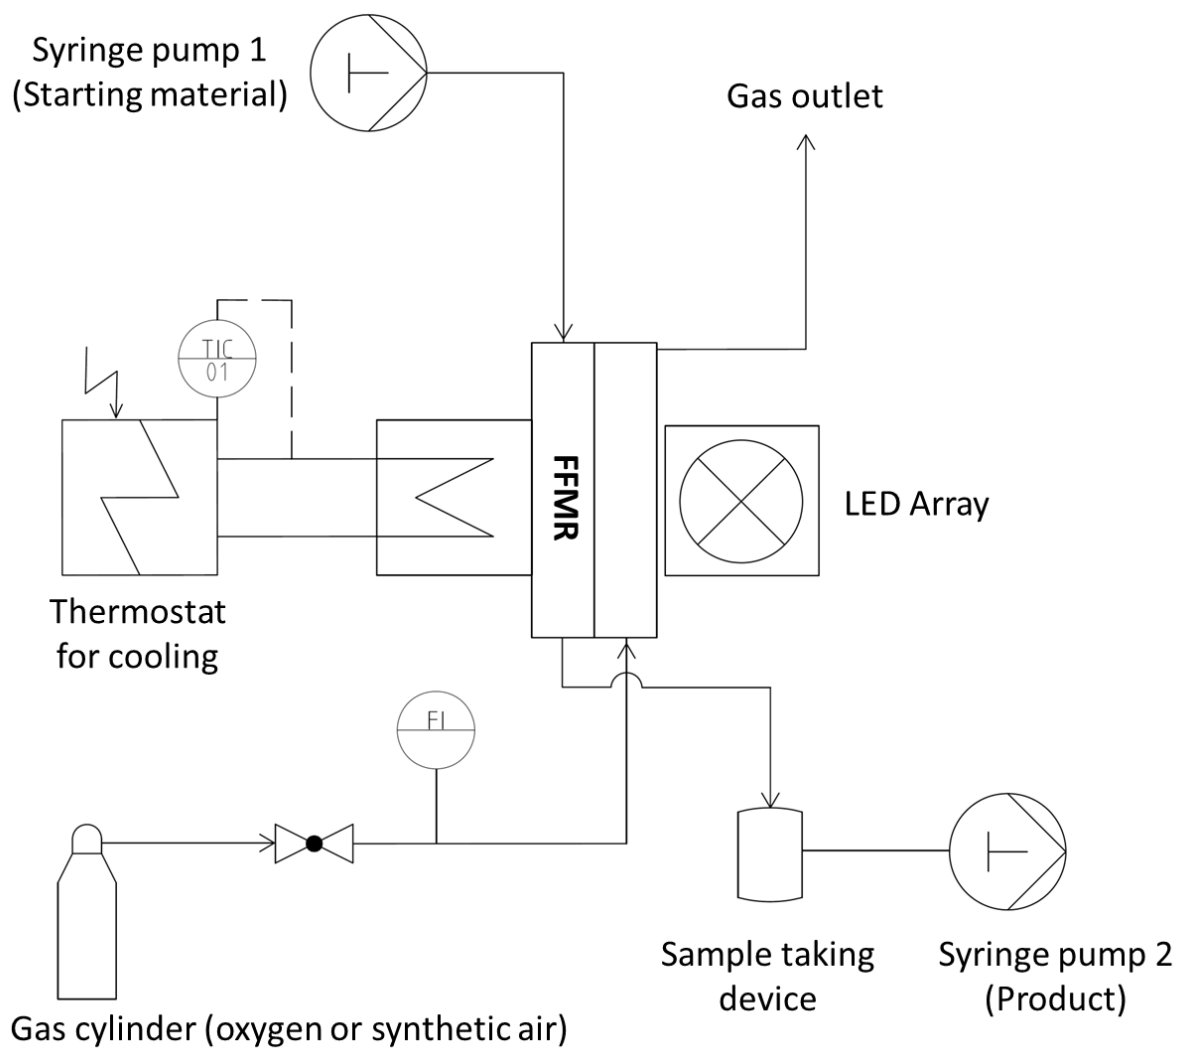 Syringe pump 1
(Starting material)
Gas outlet
TIC
01
FFMR
LED Array
Thermostat
for cooling
FI
Sample taking
device
Syringe pump 2
(Product)
Gas cylinder (oxygen or synthetic air)